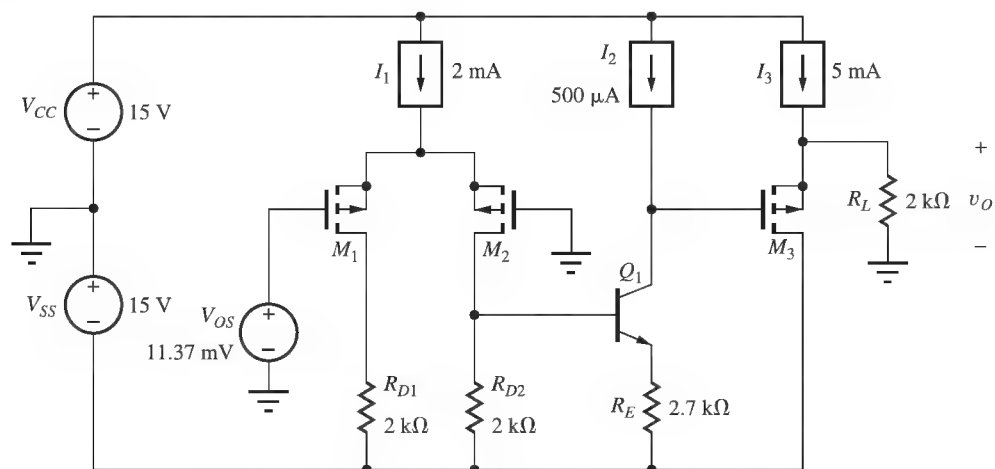 I1 2 mA
I2
500 μA
I3 5 mA
VCC 15 V
+
−
VSS 15 V
+
−
VOS
11.37 mV
+
−
M1
M2
M3
Q1
RD1
2 kΩ
RD2
2 kΩ
RE 2.7 kΩ
RL 2 kΩ
+
vO
−